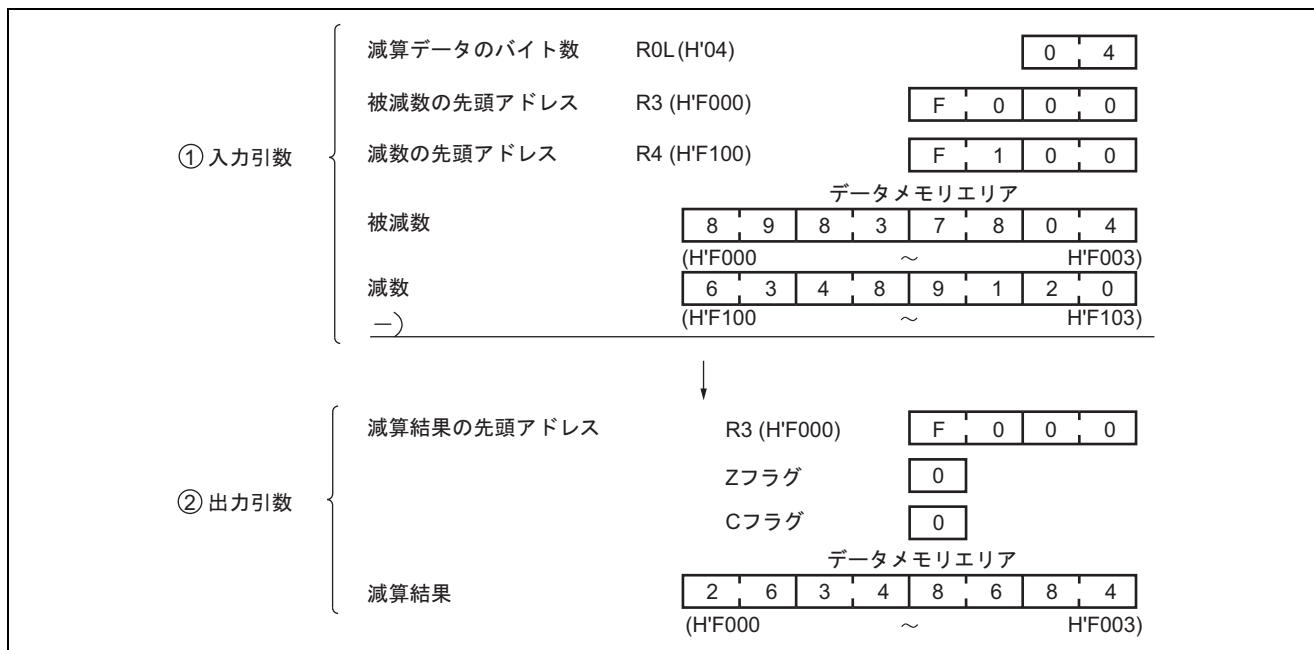 減算データのバイト数 R0L(H'04) 0 4
被減数の先頭アドレス R3 (H'F000) F 0 0 0
① 入力引数 減数の先頭アドレス R4 (H'F100) F 1 0 0
データメモリエリア
被減数 8 9 8 3 7 8 0 4
(H'F000 ～ H'F003)
減数 6 3 4 8 9 1 2 0
－) (H'F100 ～ H'F103)
減算結果の先頭アドレス R3 (H'F000) F 0 0 0
Zフラグ 0
② 出力引数
Cフラグ 0
データメモリエリア
減算結果 2 6 3 4 8 6 8 4
(H'F000 ～ H'F003)